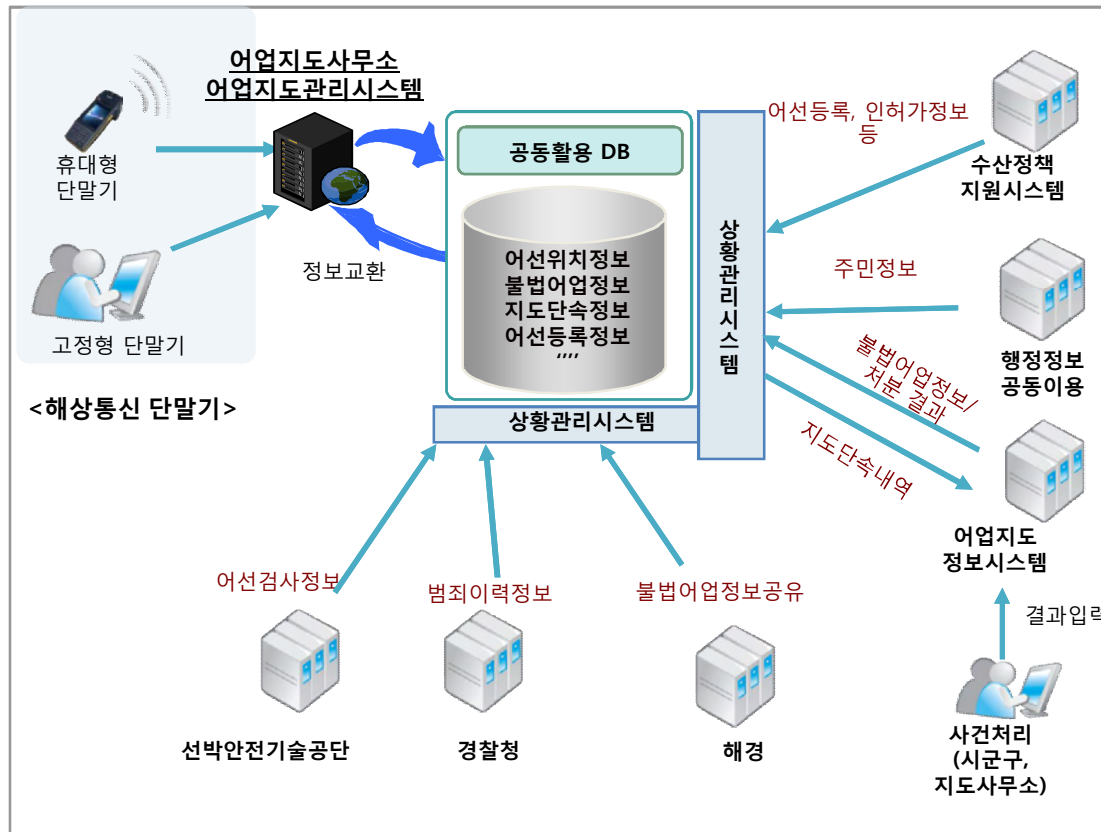 어업지도사무소
어업지도관리시스템
휴대형
단말기
고정형 단말기
<해상통신 단말기>
정보교환
공동활용 DB
어선위치정보
불법어업정보
지도단속정보
어선등록정보
‘’’’
상황관리시스템
상황관리시스템
어선등록, 인허가정보
등
수산정책
지원시스템
주민정보
행정정보
공동이용
불법어업정보/
처분 결과
지도단속내역
어업지도
정보시스템
결과입력
사건처리
(시군구,
지도사무소)
어선검사정보
범죄이력정보
불법어업정보공유
선박안전기술공단
경찰청
해경